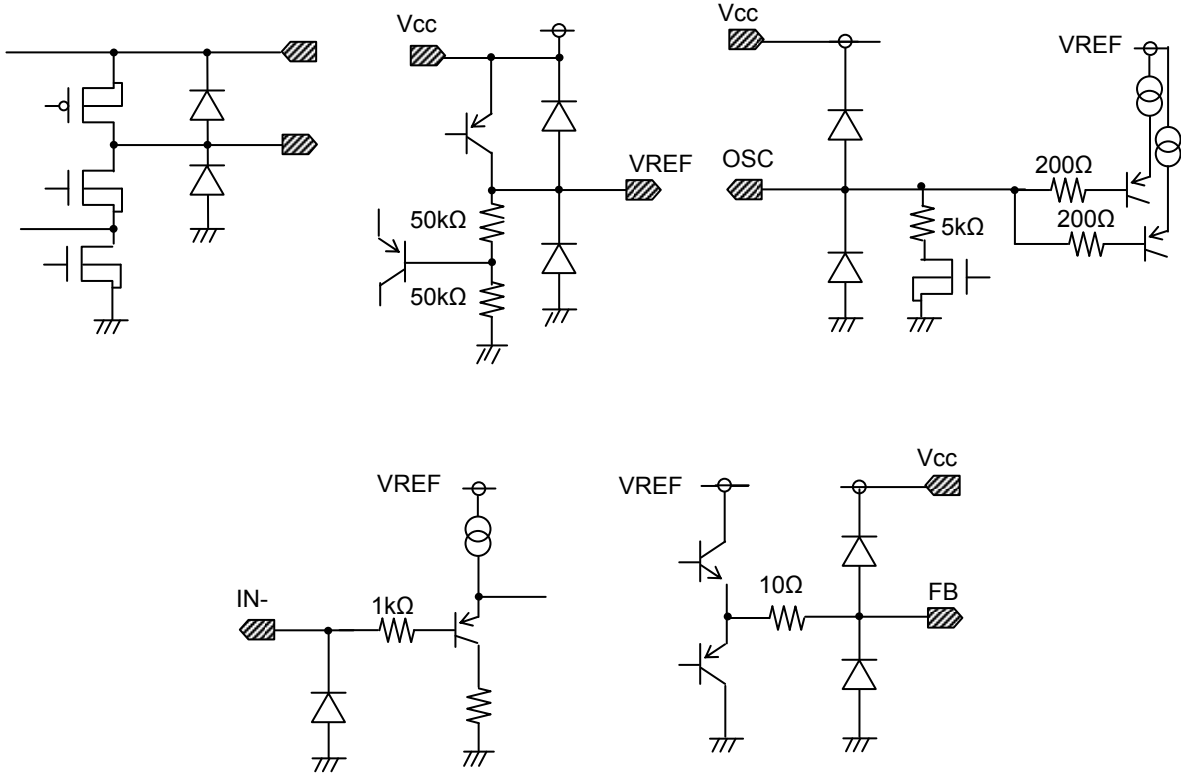 Vcc
VREF
50kΩ
50kΩ
Vcc
VREF
OSC
200Ω
200Ω
5kΩ
VREF
IN-
1kΩ
VREF
Vcc
10Ω
FB